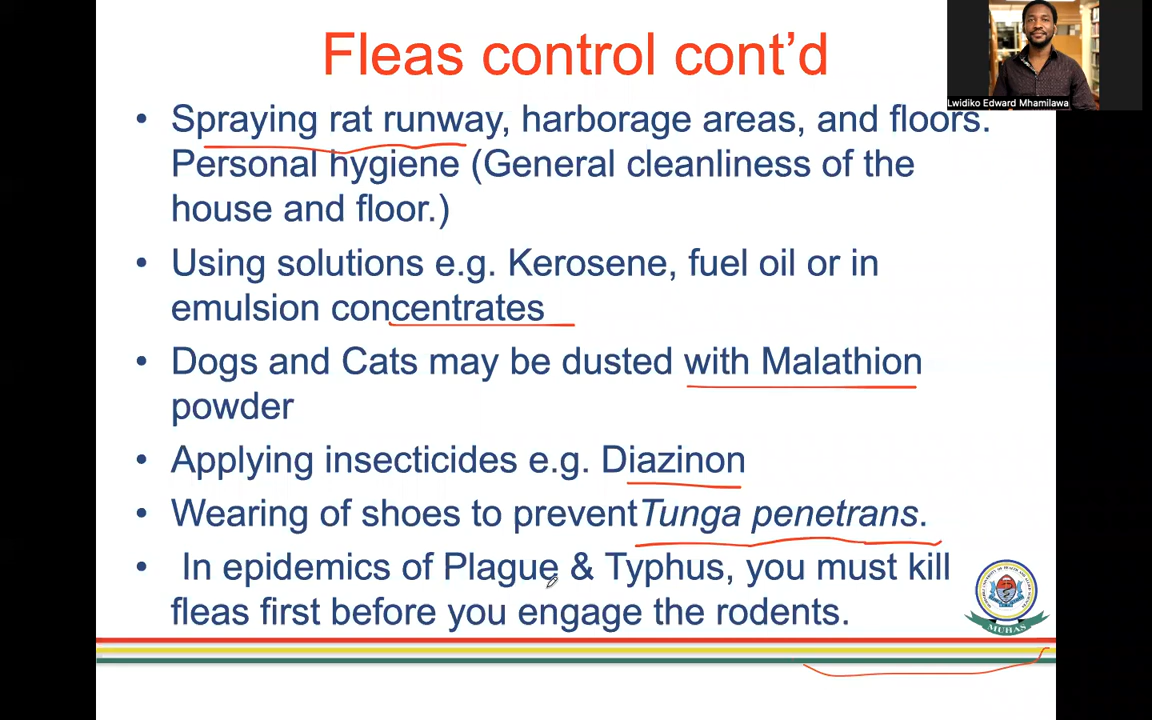 Fleas control cont'd
Lwidiko Edward Mhamilawa
• Spraying rat runway, harborage areas, and floors.
Personal hygiene (General cleanliness of the
house and floor.)
• Using solutions e.g. Kerosene, fuel oil or in
emulsion concentrates
• Dogs and Cats may be dusted with Malathion
powder
• Applying insecticides e.g. Diazinon
• Wearing of shoes to prevent Tunga penetrans.
• In epidemics of Plague & Typhus, you must kill
fleas first before you engage the rodents.
MUHAS